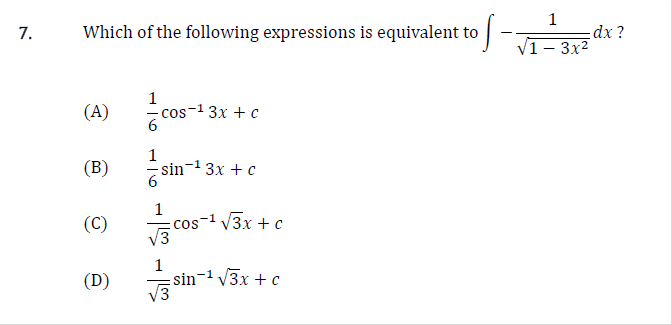 7. Which of the following expressions is equivalent to ∫ −1/√(1 − 3x²) dx ?
(A) 1/6 cos⁻¹ 3x + c
(B) 1/6 sin⁻¹ 3x + c
(C) 1/√3 cos⁻¹ √3x + c
(D) 1/√3 sin⁻¹ √3x + c